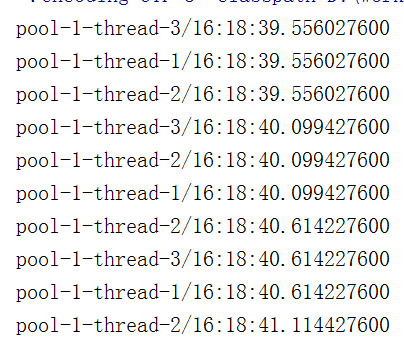 pool-1-thread-3/16:18:39.556027600
pool-1-thread-1/16:18:39.556027600
pool-1-thread-2/16:18:39.556027600
pool-1-thread-3/16:18:40.099427600
pool-1-thread-2/16:18:40.099427600
pool-1-thread-1/16:18:40.099427600
pool-1-thread-2/16:18:40.614227600
pool-1-thread-3/16:18:40.614227600
pool-1-thread-1/16:18:40.614227600
pool-1-thread-2/16:18:41.114427600